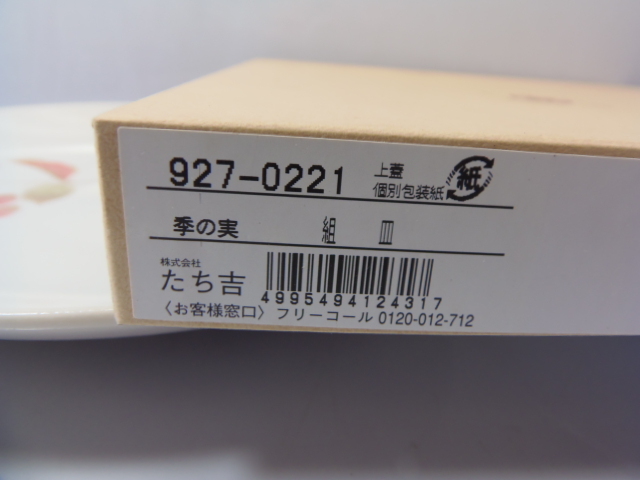 927-0221
上蓋
個別包装紙
紙
季の実 組 皿
株式会社
たち吉
4995494124317
〈お客様窓口〉フリーコール 0120-012-712